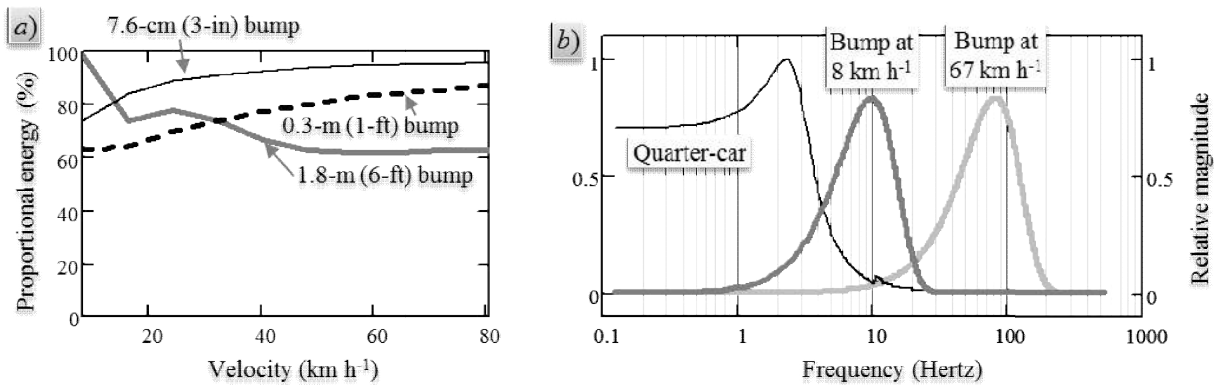 a)
7.6-cm (3-in) bump
100
80
60
40
20
0
Proportional energy (%)
0.3-m (1-ft) bump
1.8-m (6-ft) bump
20 40 60 80
Velocity (km h-1)
b)
Bump at
8 km h-1
Bump at
67 km h-1
1
0.5
0
Quarter-car
1
0.5
0
Relative magnitude
0.1 1 10 100 1000
Frequency (Hertz)